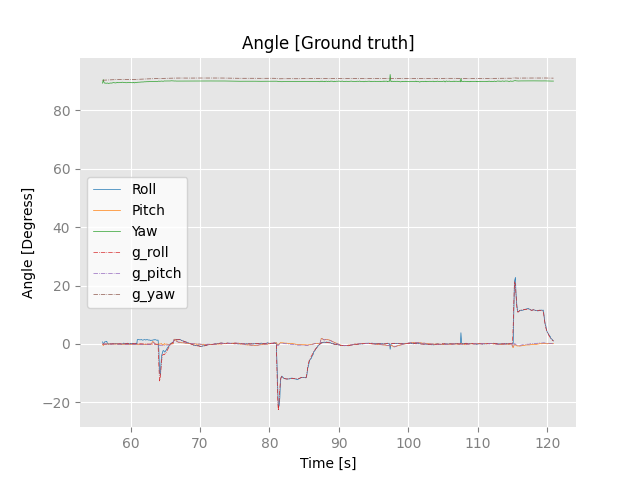 Angle [Ground truth]
Angle [Degress]
80
60
40
20
0
−20
Roll
Pitch
Yaw
g_roll
g_pitch
g_yaw
60 70 80 90 100 110 120
Time [s]